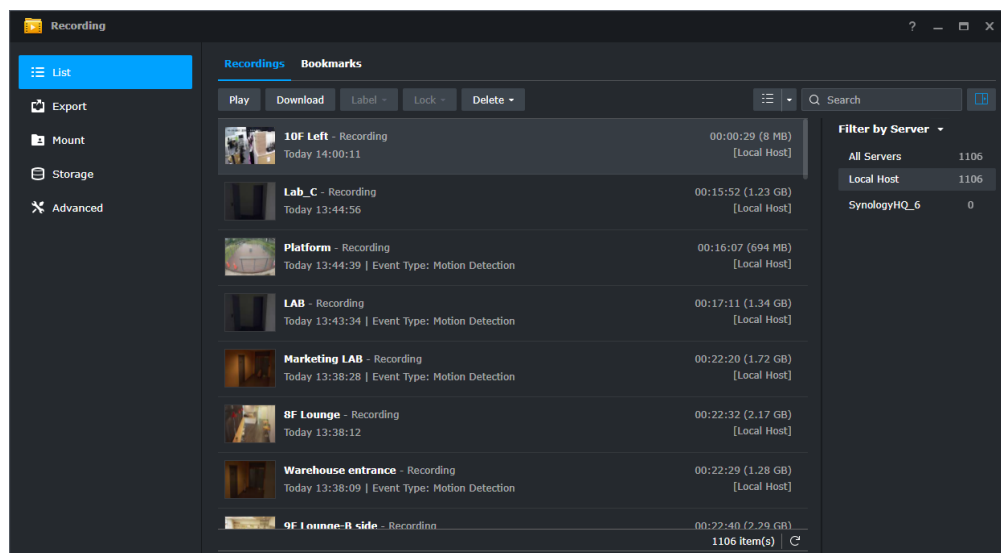 Recording
List
Export
Mount
Storage
Advanced
Recordings Bookmarks
Play Download Label Lock Delete Search
10F Left - Recording 00:00:29 (8 MB)
Today 14:00:11 [Local Host]
Lab_C - Recording 00:15:52 (1.23 GB)
Today 13:44:56 [Local Host]
Platform - Recording 00:16:07 (694 MB)
Today 13:44:39 | Event Type: Motion Detection [Local Host]
LAB - Recording 00:17:11 (1.34 GB)
Today 13:43:34 | Event Type: Motion Detection [Local Host]
Marketing LAB - Recording 00:22:20 (1.72 GB)
Today 13:38:28 | Event Type: Motion Detection [Local Host]
8F Lounge - Recording 00:22:32 (2.17 GB)
Today 13:38:12 [Local Host]
Warehouse entrance - Recording 00:22:29 (1.28 GB)
Today 13:38:09 | Event Type: Motion Detection [Local Host]
9F Lounge-B side - Recording 00:22:40 (2.29 GB)
1106 item(s)
Filter by Server
All Servers 1106
Local Host 1106
SynologyHQ_6 0